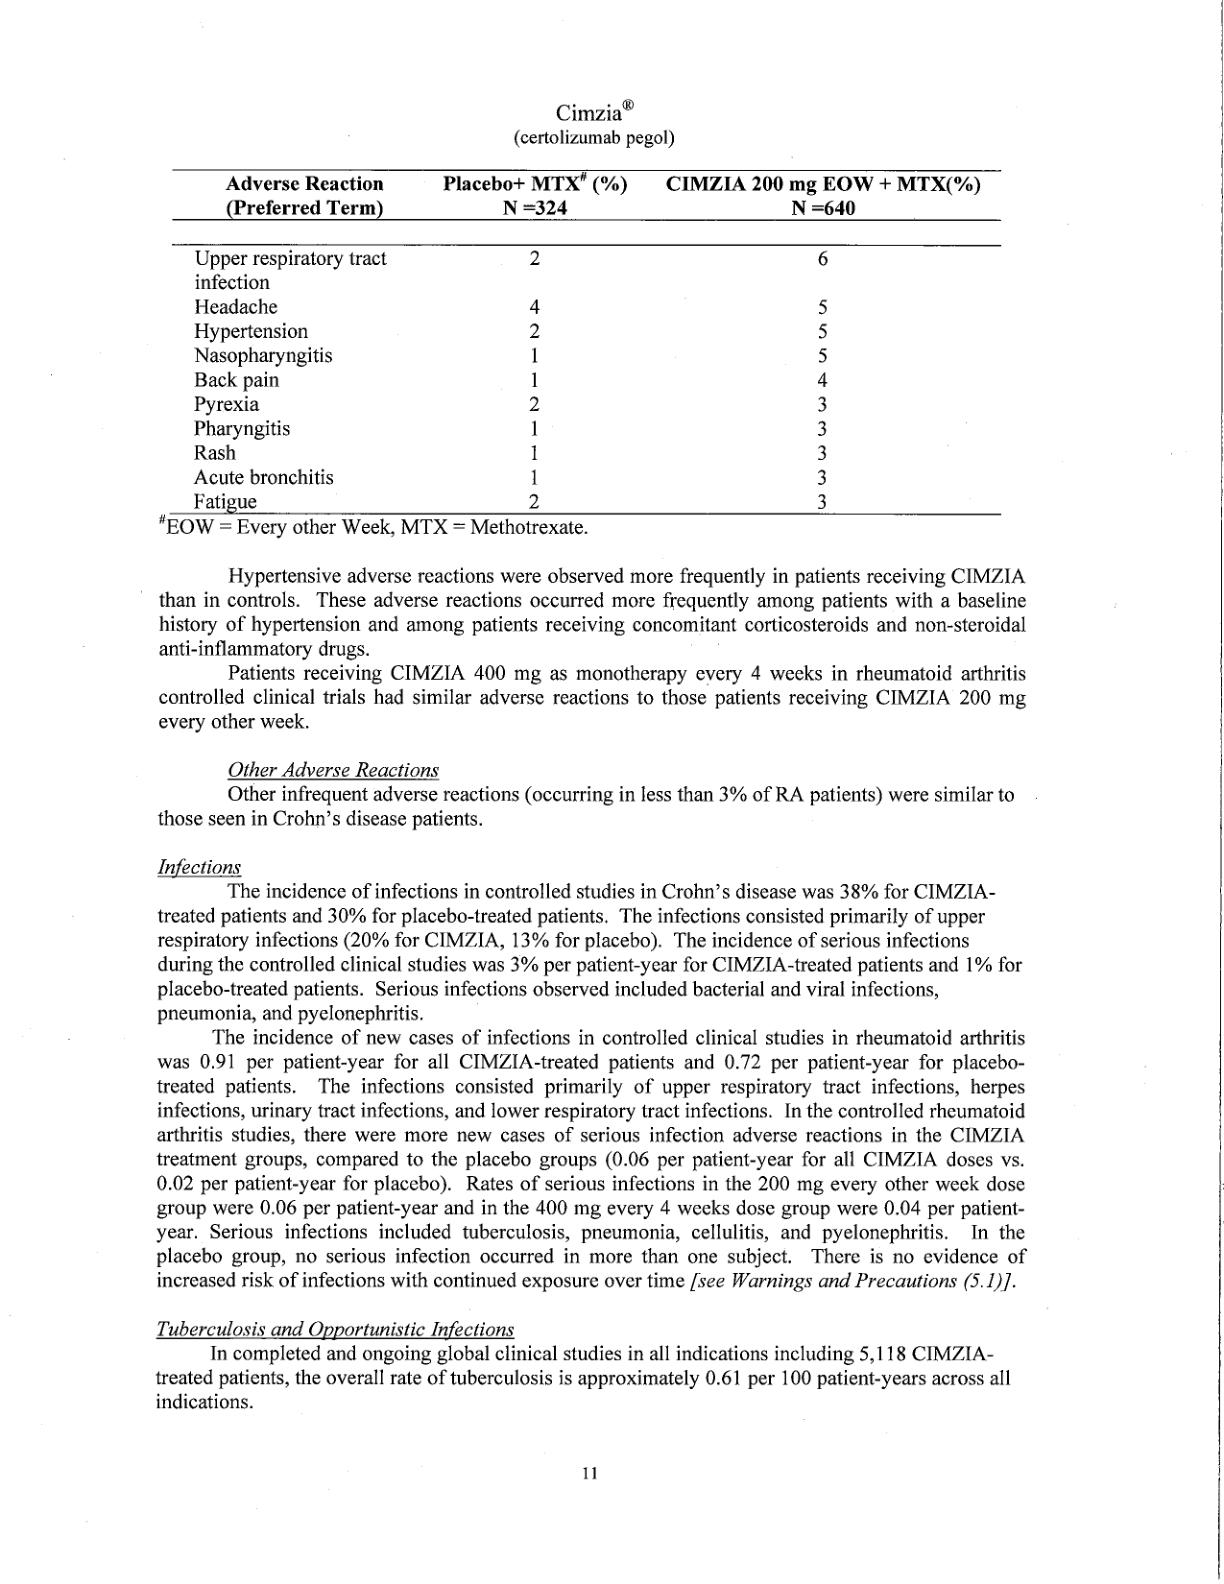 Cimzia®
(certolizumab pegol)
Adverse Reaction Placebo+ MTX# (%) CIMZIA 200 mg EOW + MTX(%)
(Preferred Term) N =324 N =640
Upper respiratory tract 2 6
infection
Headache 4 5
Hypertension 2 5
Nasopharyngitis 1 5
Back pain 1 4
Pyrexia 2 3
Pharyngitis 1 3
Rash 1 3
Acute bronchitis 1 3
Fatigue 2 3
#EOW = Every other Week, MTX = Methotrexate.
Hypertensive adverse reactions were observed more frequently in patients receiving CIMZIA
than in controls. These adverse reactions occurred more frequently among patients with a baseline
history of hypertension and among patients receiving concomitant corticosteroids and non-steroidal
anti-inflammatory drugs.
Patients receiving CIMZIA 400 mg as monotherapy every 4 weeks in rheumatoid arthritis
controlled clinical trials had similar adverse reactions to those patients receiving CIMZIA 200 mg
every other week.
Other Adverse Reactions
Other infrequent adverse reactions (occurring in less than 3% of RA patients) were similar to
those seen in Crohn's disease patients.
Infections
The incidence of infections in controlled studies in Crohn's disease was 38% for CIMZIA-
treated patients and 30% for placebo-treated patients. The infections consisted primarily of upper
respiratory infections (20% for CIMZIA, 13% for placebo). The incidence of serious infections
during the controlled clinical studies was 3% per patient-year for CIMZIA-treated patients and 1% for
placebo-treated patients. Serious infections observed included bacterial and viral infections,
pneumonia, and pyelonephritis.
The incidence of new cases of infections in controlled clinical studies in rheumatoid arthritis
was 0.91 per patient-year for all CIMZIA-treated patients and 0.72 per patient-year for placebo-
treated patients. The infections consisted primarily of upper respiratory tract infections, herpes
infections, urinary tract infections, and lower respiratory tract infections. In the controlled rheumatoid
arthritis studies, there were more new cases of serious infection adverse reactions in the CIMZIA
treatment groups, compared to the placebo groups (0.06 per patient-year for all CIMZIA doses vs.
0.02 per patient-year for placebo). Rates of serious infections in the 200 mg every other week dose
group were 0.06 per patient-year and in the 400 mg every 4 weeks dose group were 0.04 per patient-
year. Serious infections included tuberculosis, pneumonia, cellulitis, and pyelonephritis. In the
placebo group, no serious infection occurred in more than one subject. There is no evidence of
increased risk of infections with continued exposure over time [see Warnings and Precautions (5.1)].
Tuberculosis and Opportunistic Infections
In completed and ongoing global clinical studies in all indications including 5,118 CIMZIA-
treated patients, the overall rate of tuberculosis is approximately 0.61 per 100 patient-years across all
indications.
11